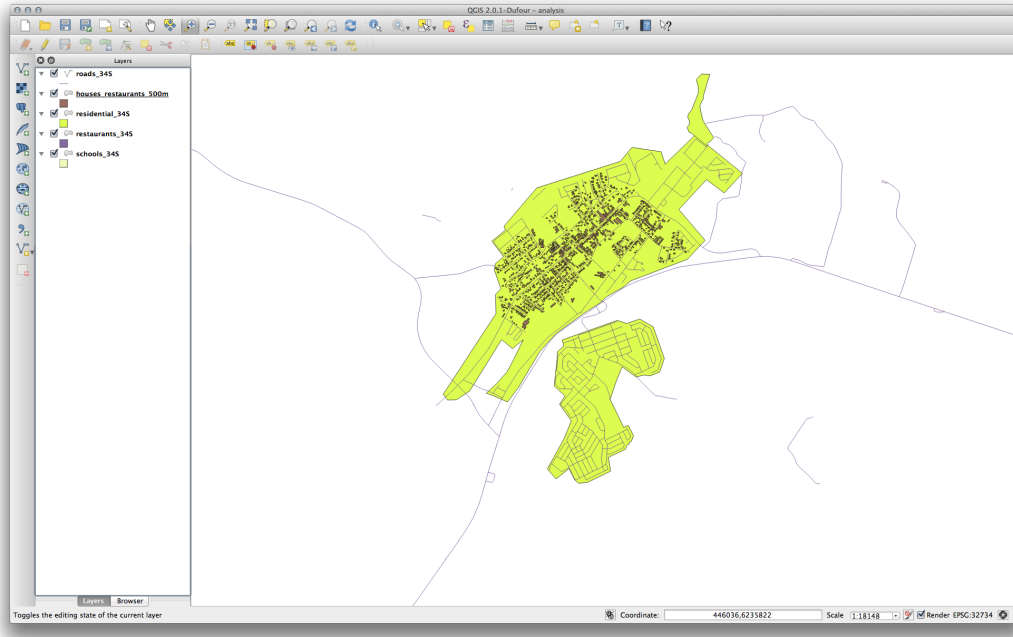 QGIS 2.0.1-Dufour - analysis
Layers
roads_34S
houses_restaurants_500m
residential_34S
restaurants_34S
schools_34S
Layers Browser
Toggles the editing state of the current layer Coordinate: 446036,6235822 Scale 1:18148 Render EPSG:32734